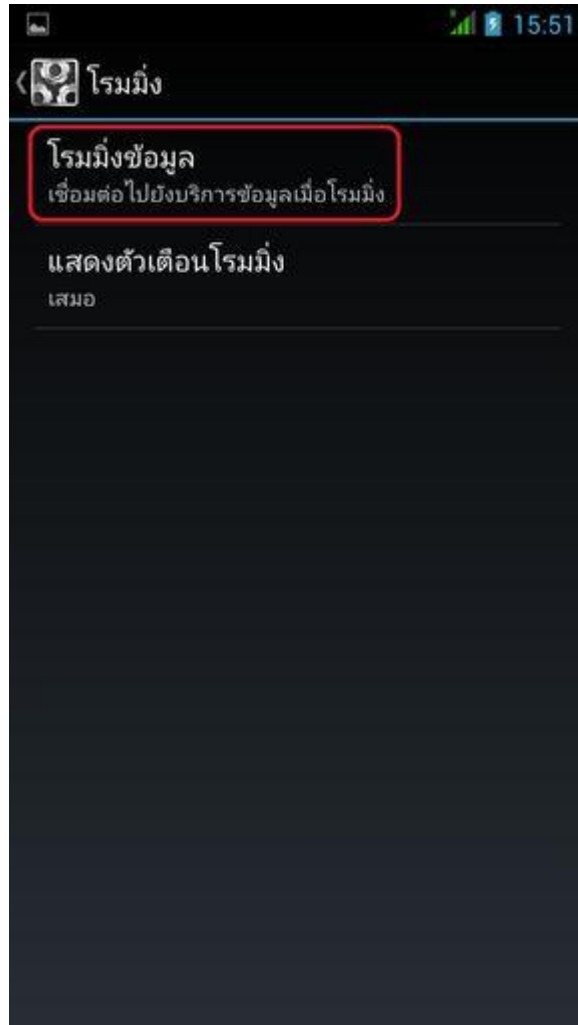 15:51
โรมมิ่ง
โรมมิ่งข้อมูล
เชื่อมต่อไปยังบริการข้อมูลเมื่อโรมมิ่ง
แสดงตัวเตือนโรมมิ่ง
เสมอ